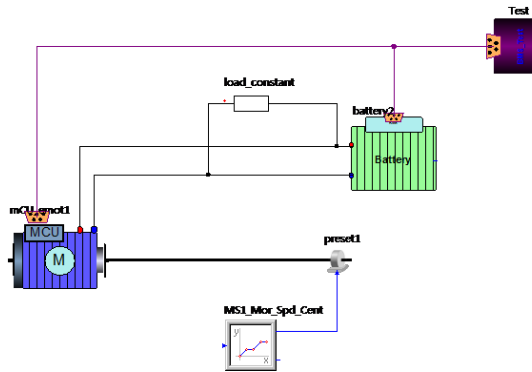 Test
load_constant
battery2
Battery
mCU_emot1
MCU
M
preset1
MS1_Mor_Spd_Cent
y
x